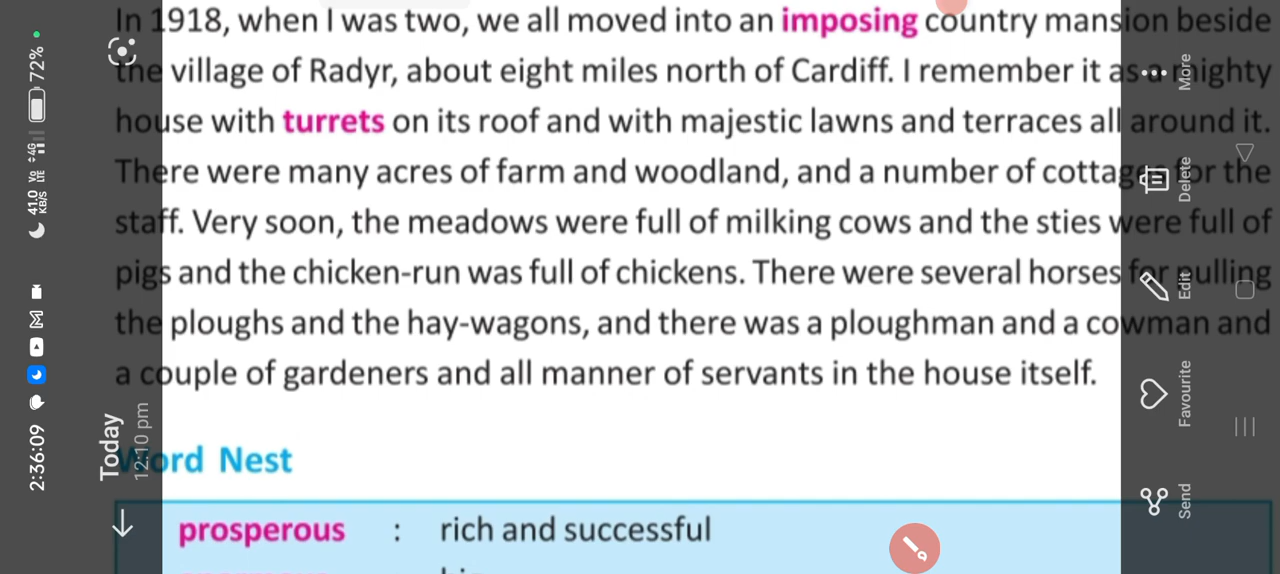 In 1918, when I was two, we all moved into an imposing country mansion beside
the village of Radyr, about eight miles north of Cardiff. I remember it as a mighty
house with turrets on its roof and with majestic lawns and terraces all around it.
There were many acres of farm and woodland, and a number of cottages for the
staff. Very soon, the meadows were full of milking cows and the sties were full of
pigs and the chicken-run was full of chickens. There were several horses for pulling
the ploughs and the hay-wagons, and there was a ploughman and a cowman and
a couple of gardeners and all manner of servants in the house itself.
Word Nest
prosperous : rich and successful
2:36:09
41.0 KB/S
Vo LTE
4G
72%
Today
12:10 pm
More
Delete
Edit
Favourite
Send